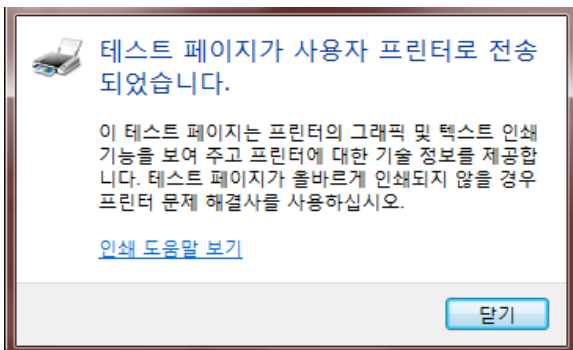 테스트 페이지가 사용자 프린터로 전송
되었습니다.
이 테스트 페이지는 프린터의 그래픽 및 텍스트 인쇄
기능을 보여 주고 프린터에 대한 기술 정보를 제공합
니다. 테스트 페이지가 올바르게 인쇄되지 않을 경우
프린터 문제 해결사를 사용하십시오.
인쇄 도움말 보기
닫기